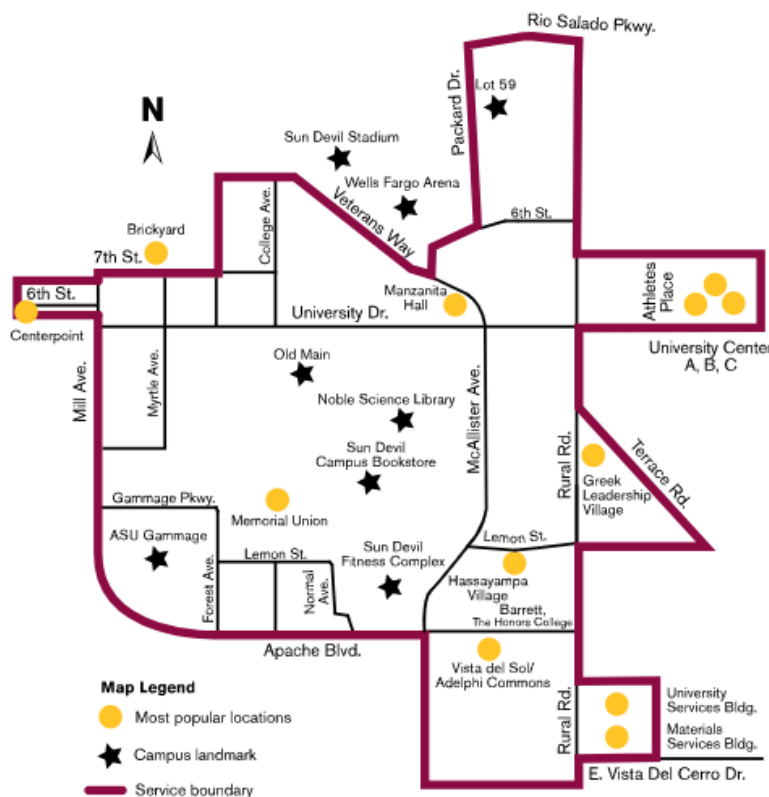 Rio Salado Pkwy.
Lot 59
Packard Dr.
N
Sun Devil Stadium
Wells Fargo Arena
Veterans Way
6th St.
College Ave.
Brickyard
7th St.
6th St.
Centerpoint
Manzanita
Hall
University Dr.
Athletes
Place
University Center
A, B, C
Mill Ave.
Myrtle Ave.
Old Main
Noble Science Library
McAllister Ave.
Sun Devil
Campus Bookstore
Rural Rd.
Terrace Rd.
Greek
Leadership
Village
Gammage Pkwy.
Memorial Union
ASU Gammage
Forest Ave.
Lemon St.
Normal
Ave.
Sun Devil
Fitness Complex
Lemon St.
Hassayampa
Village
Barrett,
The Honors College
Apache Blvd.
Vista del Sol/
Adelphi Commons
Rural Rd.
University
Services Bldg.
Materials
Services Bldg.
E. Vista Del Cerro Dr.
Map Legend
Most popular locations
Campus landmark
Service boundary